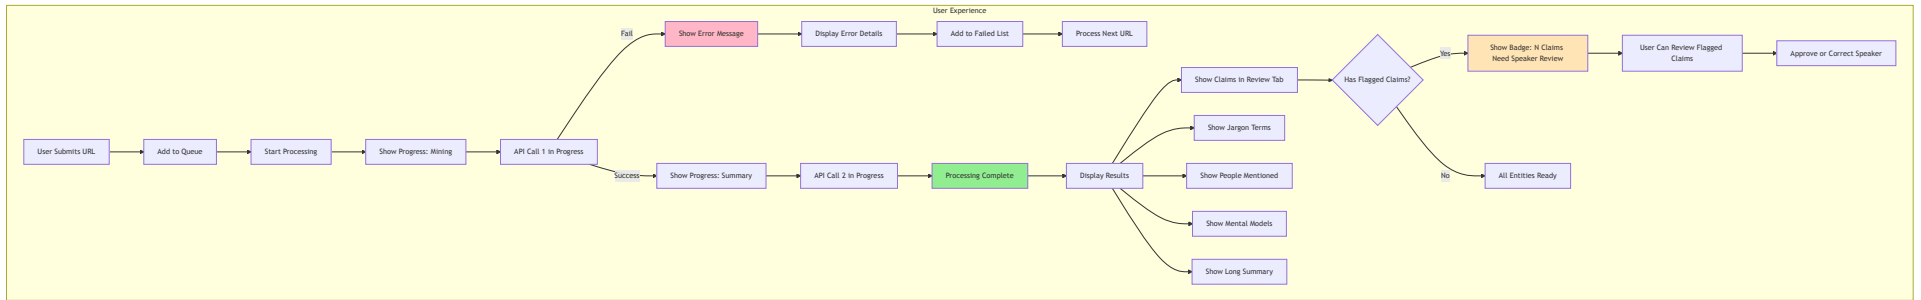 User Experience
User Submits URL
Add to Queue
Start Processing
Show Progress: Mining
API Call 1 in Progress
Fail
Show Error Message
Display Error Details
Add to Failed List
Process Next URL
Success
Show Progress: Summary
API Call 2 in Progress
Processing Complete
Display Results
Show Claims in Review Tab
Show Jargon Terms
Show People Mentioned
Show Mental Models
Show Long Summary
Has Flagged Claims?
Yes
Show Badge: N Claims
Need Speaker Review
User Can Review Flagged
Claims
Approve or Correct Speaker
No
All Entities Ready